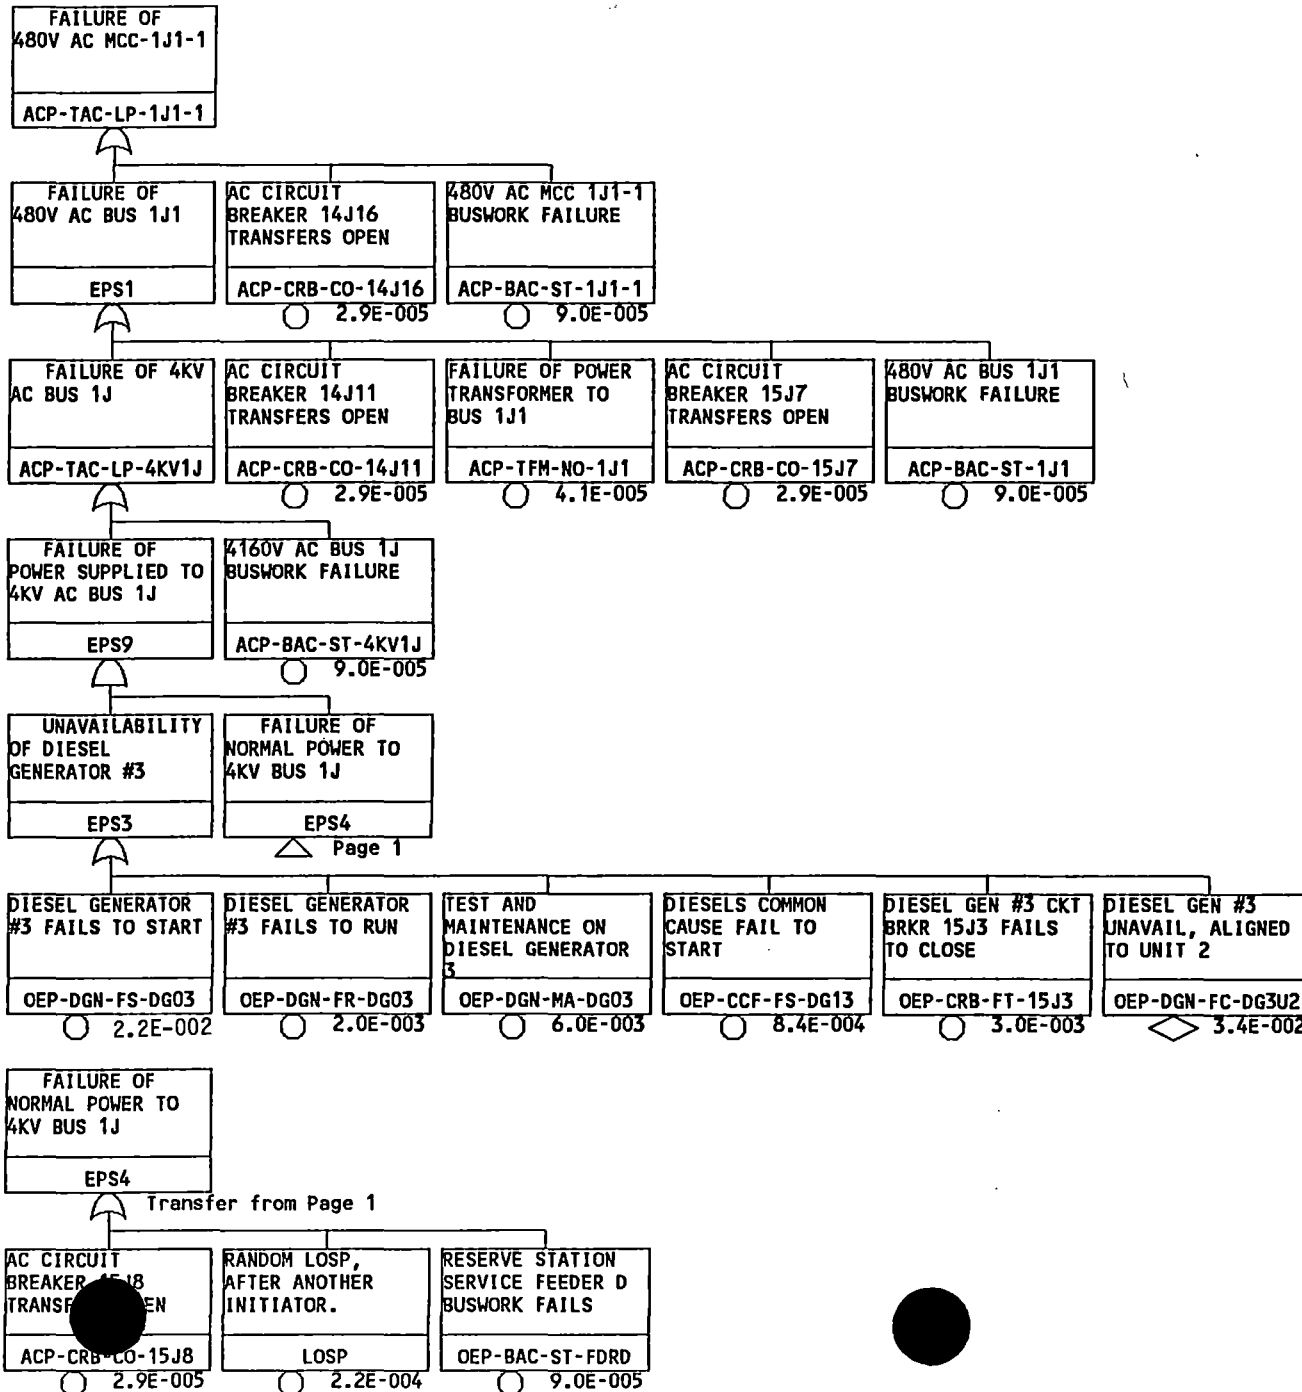 FAILURE OF
480V AC MCC-1J1-1
ACP-TAC-LP-1J1-1
FAILURE OF
480V AC BUS 1J1
EPS1
AC CIRCUIT
BREAKER 14J16
TRANSFERS OPEN
ACP-CRB-CO-14J16
2.9E-005
480V AC MCC 1J1-1
BUSWORK FAILURE
ACP-BAC-ST-1J1-1
9.0E-005
FAILURE OF 4KV
AC BUS 1J
ACP-TAC-LP-4KV1J
AC CIRCUIT
BREAKER 14J11
TRANSFERS OPEN
ACP-CRB-CO-14J11
2.9E-005
FAILURE OF POWER
TRANSFORMER TO
BUS 1J1
ACP-TFM-NO-1J1
4.1E-005
AC CIRCUIT
BREAKER 15J7
TRANSFERS OPEN
ACP-CRB-CO-15J7
2.9E-005
480V AC BUS 1J1
BUSWORK FAILURE
ACP-BAC-ST-1J1
9.0E-005
FAILURE OF
POWER SUPPLIED TO
4KV AC BUS 1J
EPS9
4160V AC BUS 1J
BUSWORK FAILURE
ACP-BAC-ST-4KV1J
9.0E-005
UNAVAILABILITY
OF DIESEL
GENERATOR #3
EPS3
FAILURE OF
NORMAL POWER TO
4KV BUS 1J
EPS4
Page 1
DIESEL GENERATOR
#3 FAILS TO START
OEP-DGN-FS-DG03
2.2E-002
DIESEL GENERATOR
#3 FAILS TO RUN
OEP-DGN-FR-DG03
2.0E-003
TEST AND
MAINTENANCE ON
DIESEL GENERATOR
3
OEP-DGN-MA-DG03
6.0E-003
DIESELS COMMON
CAUSE FAIL TO
START
OEP-CCF-FS-DG13
8.4E-004
DIESEL GEN #3 CKT
BRKR 15J3 FAILS
TO CLOSE
OEP-CRB-FT-15J3
3.0E-003
DIESEL GEN #3
UNAVAIL, ALIGNED
TO UNIT 2
OEP-DGN-FC-DG3U2
3.4E-002
FAILURE OF
NORMAL POWER TO
4KV BUS 1J
EPS4
Transfer from Page 1
AC CIRCUIT
BREAKER
ACP-CRB-CO-15J8
2.9E-005
RANDOM LOSP,
AFTER ANOTHER
INITIATOR.
LOSP
2.2E-004
RESERVE STATION
SERVICE FEEDER D
BUSWORK FAILS
OEP-BAC-ST-FDRD
9.0E-005